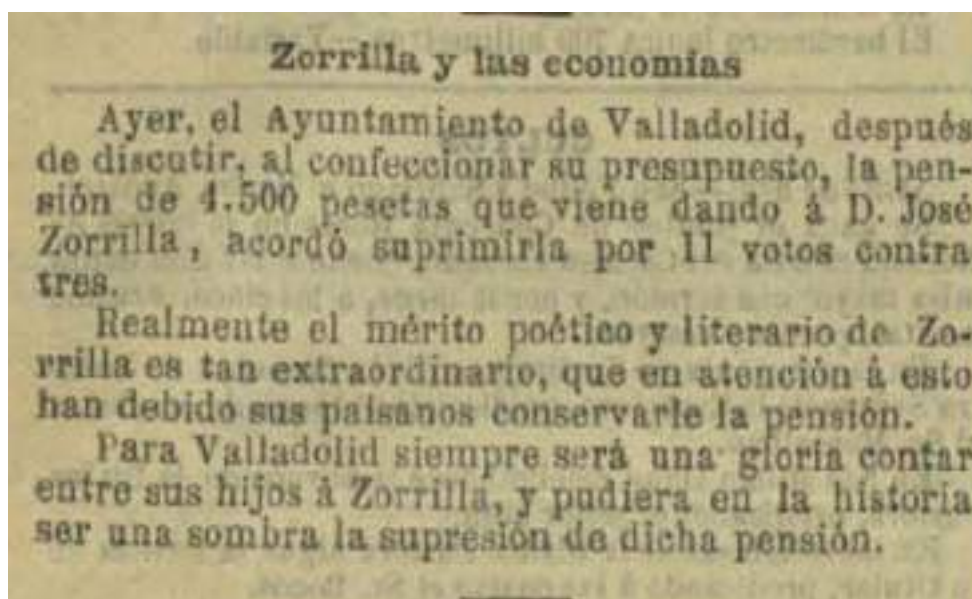 Zorrilla y las economías
Ayer, el Ayuntamiento de Valladolid, después
de discutir, al confeccionar su presupuesto, la pen-
sión de 4.500 pesetas que viene dando á D. José
Zorrilla, acordó suprimirla por 11 votos contra
tres.
Realmente el mérito poético y literario de Zo-
rrilla es tan extraordinario, que en atención á esto
han debido sus paisanos conservarle la pensión.
Para Valladolid siempre será una gloria contar
entre sus hijos á Zorrilla, y pudiera en la historia
ser una sombra la supresión de dicha pensión.